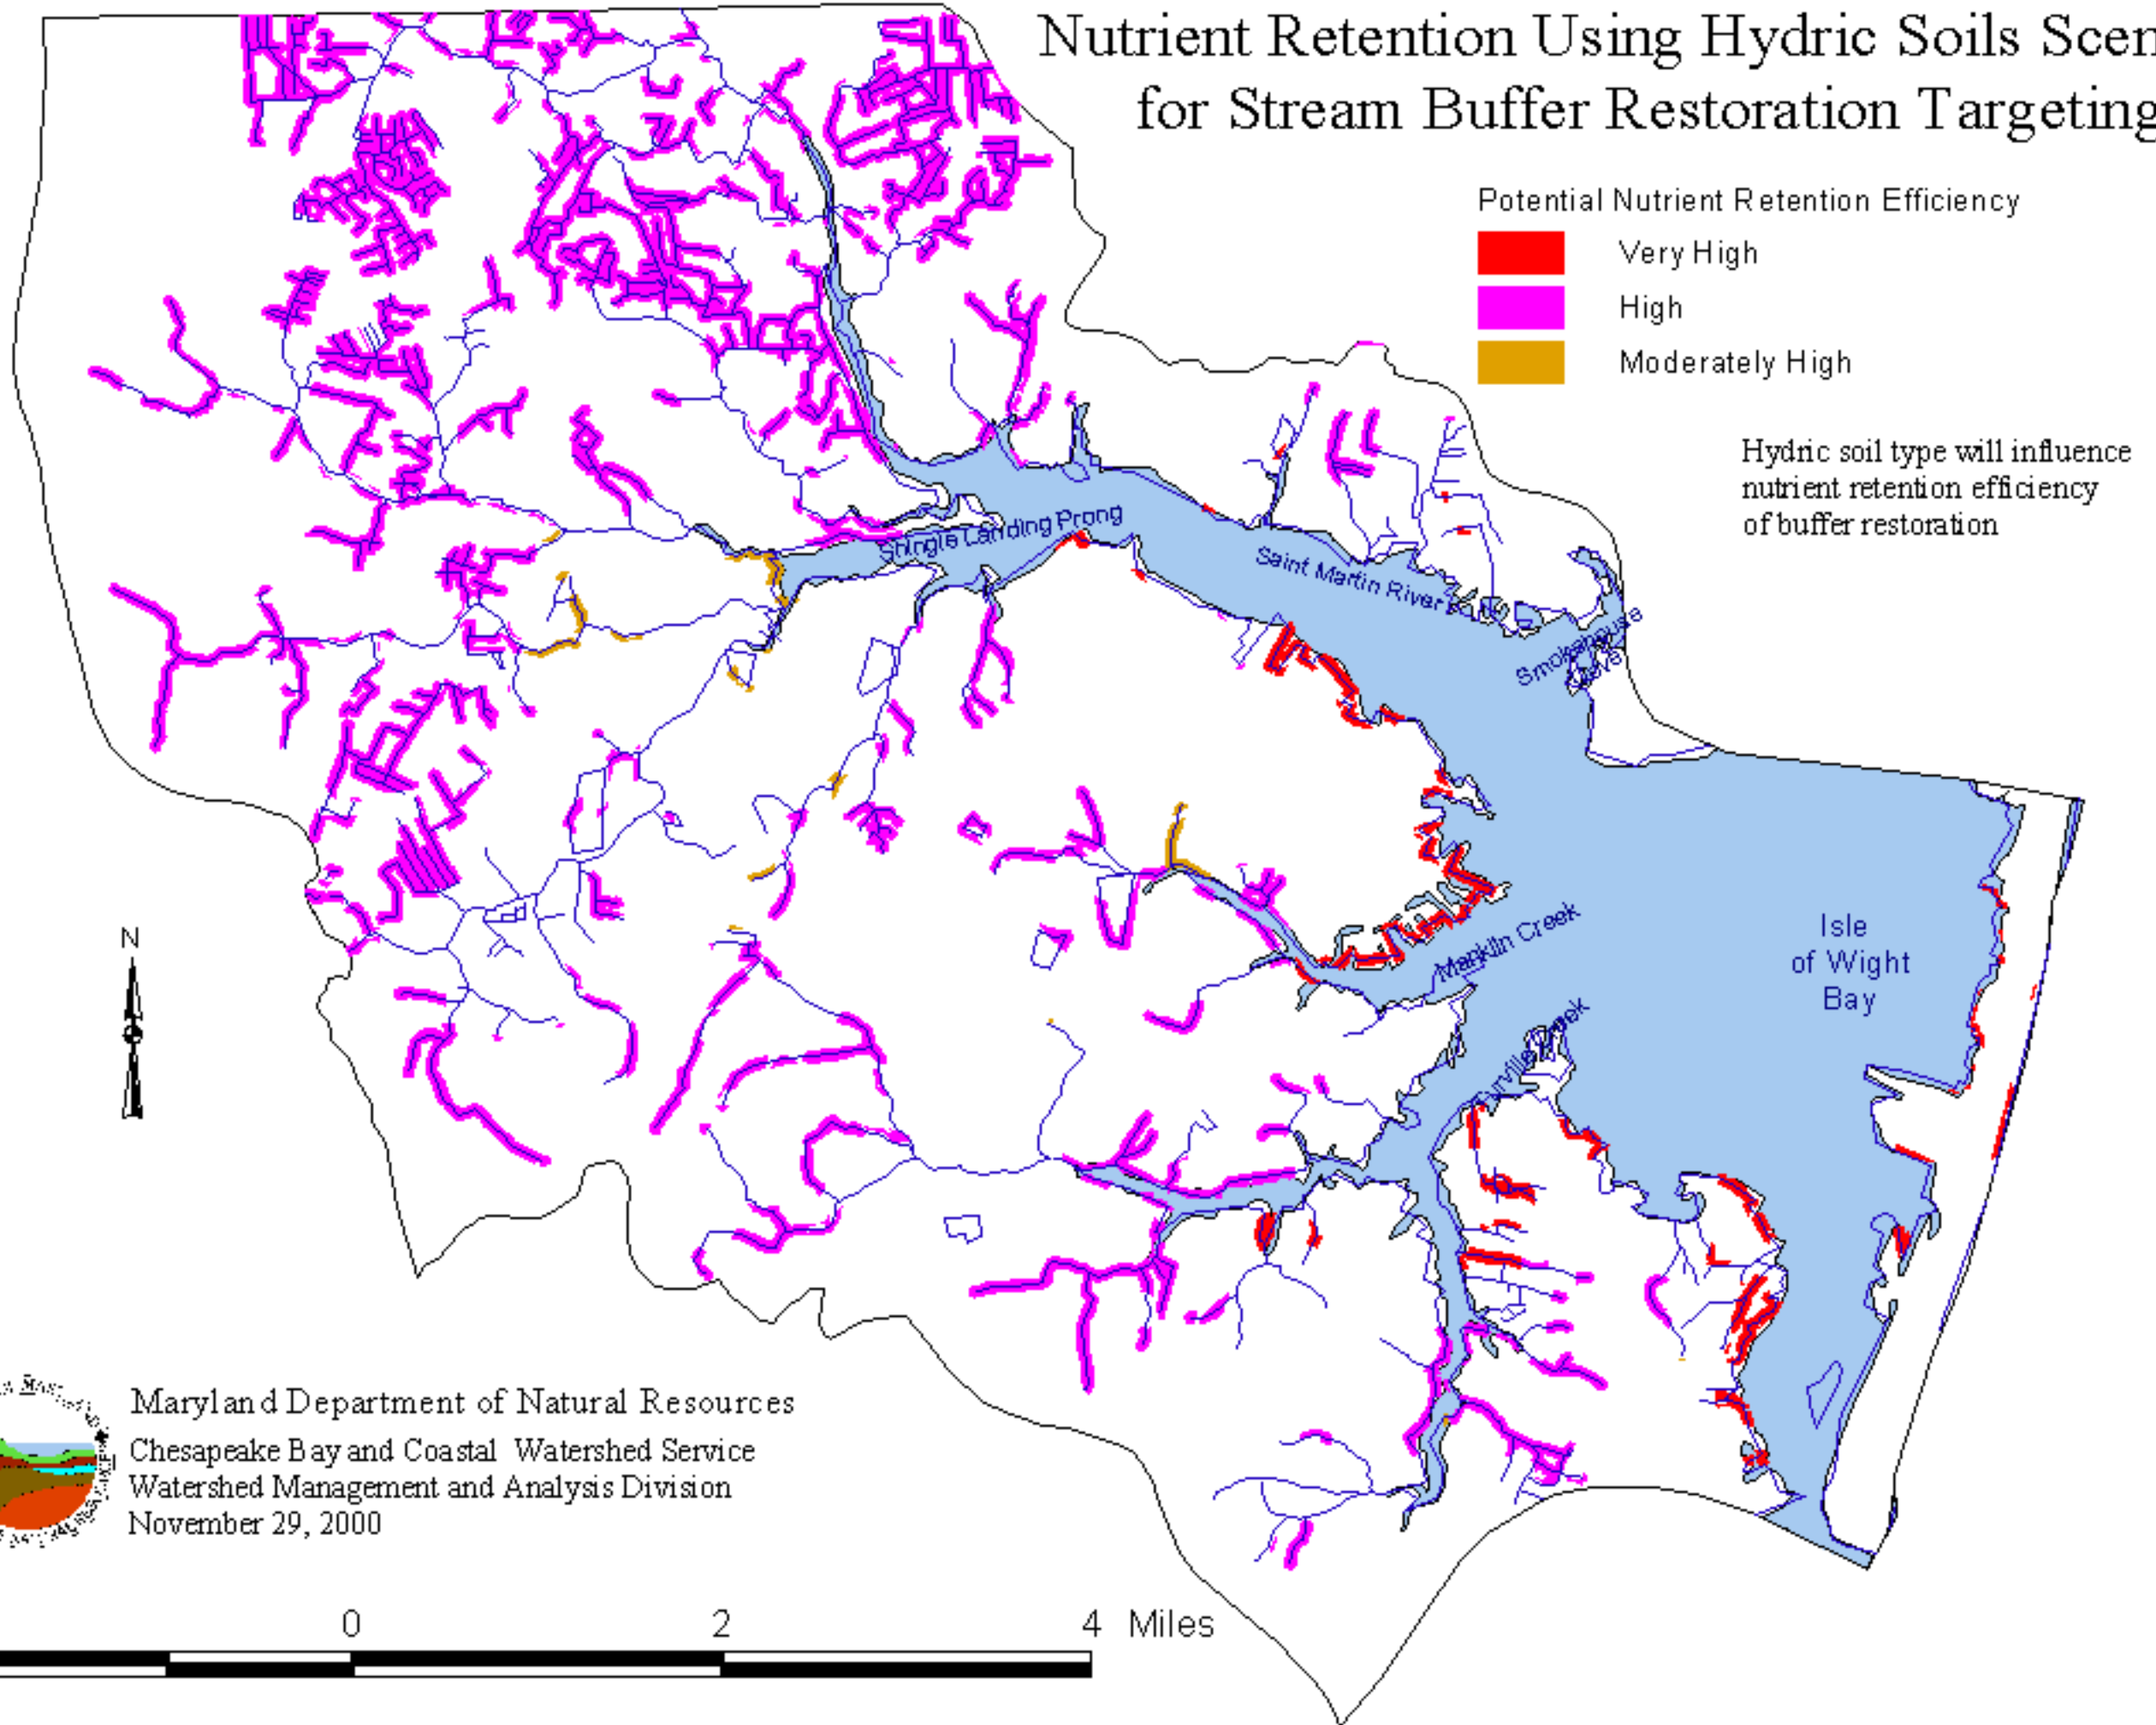 Nutrient Retention Using Hydric Soils Scen
for Stream Buffer Restoration Targeting
Potential Nutrient Retention Efficiency
Very High
High
Moderately High
Hydric soil type will influence
nutrient retention efficiency
of buffer restoration
Shingle Landing Prong
Saint Martin River
Smokehouse
Isle
of Wight
Bay
Manklin Creek
N
Maryland Department of Natural Resources
Chesapeake Bay and Coastal Watershed Service
Watershed Management and Analysis Division
November 29, 2000
0 2 4 Miles